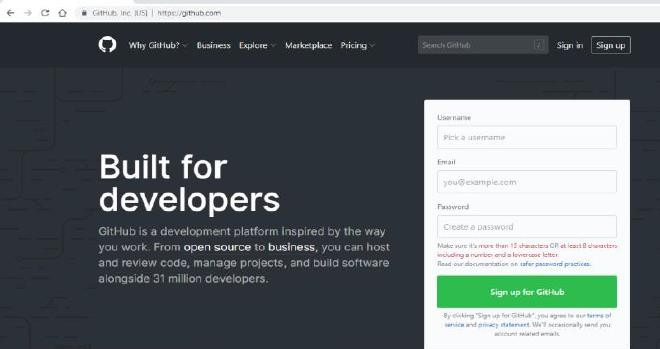 GitHub, Inc. [US] | https://github.com
Why GitHub? Business Explore Marketplace Pricing Search GitHub / Sign in Sign up
Built for
developers
GitHub is a development platform inspired by the way
you work. From open source to business, you can host
and review code, manage projects, and build software
alongside 31 million developers.
Username
Pick a username
Email
you@example.com
Password
Create a password
Make sure it's more than 15 characters OR at least 8 characters
including a number and a lowercase letter.
Read our documentation on safer password practices.
Sign up for GitHub
By clicking "Sign up for GitHub", you agree to our terms of
service and privacy statement. We'll occasionally send you
account related emails.